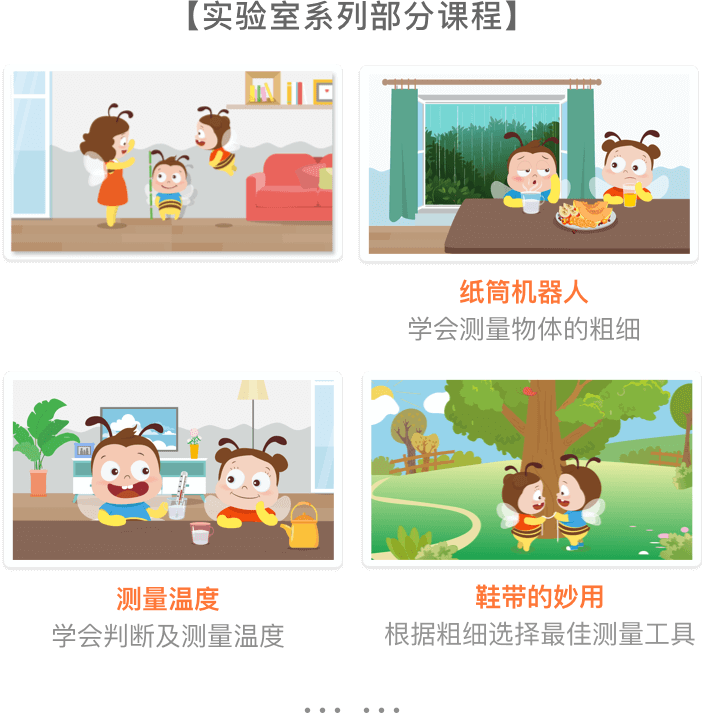 【实验室系列部分课程】
纸筒机器人
学会测量物体的粗细
测量温度
学会判断及测量温度
鞋带的妙用
根据粗细选择最佳测量工具
••• •••